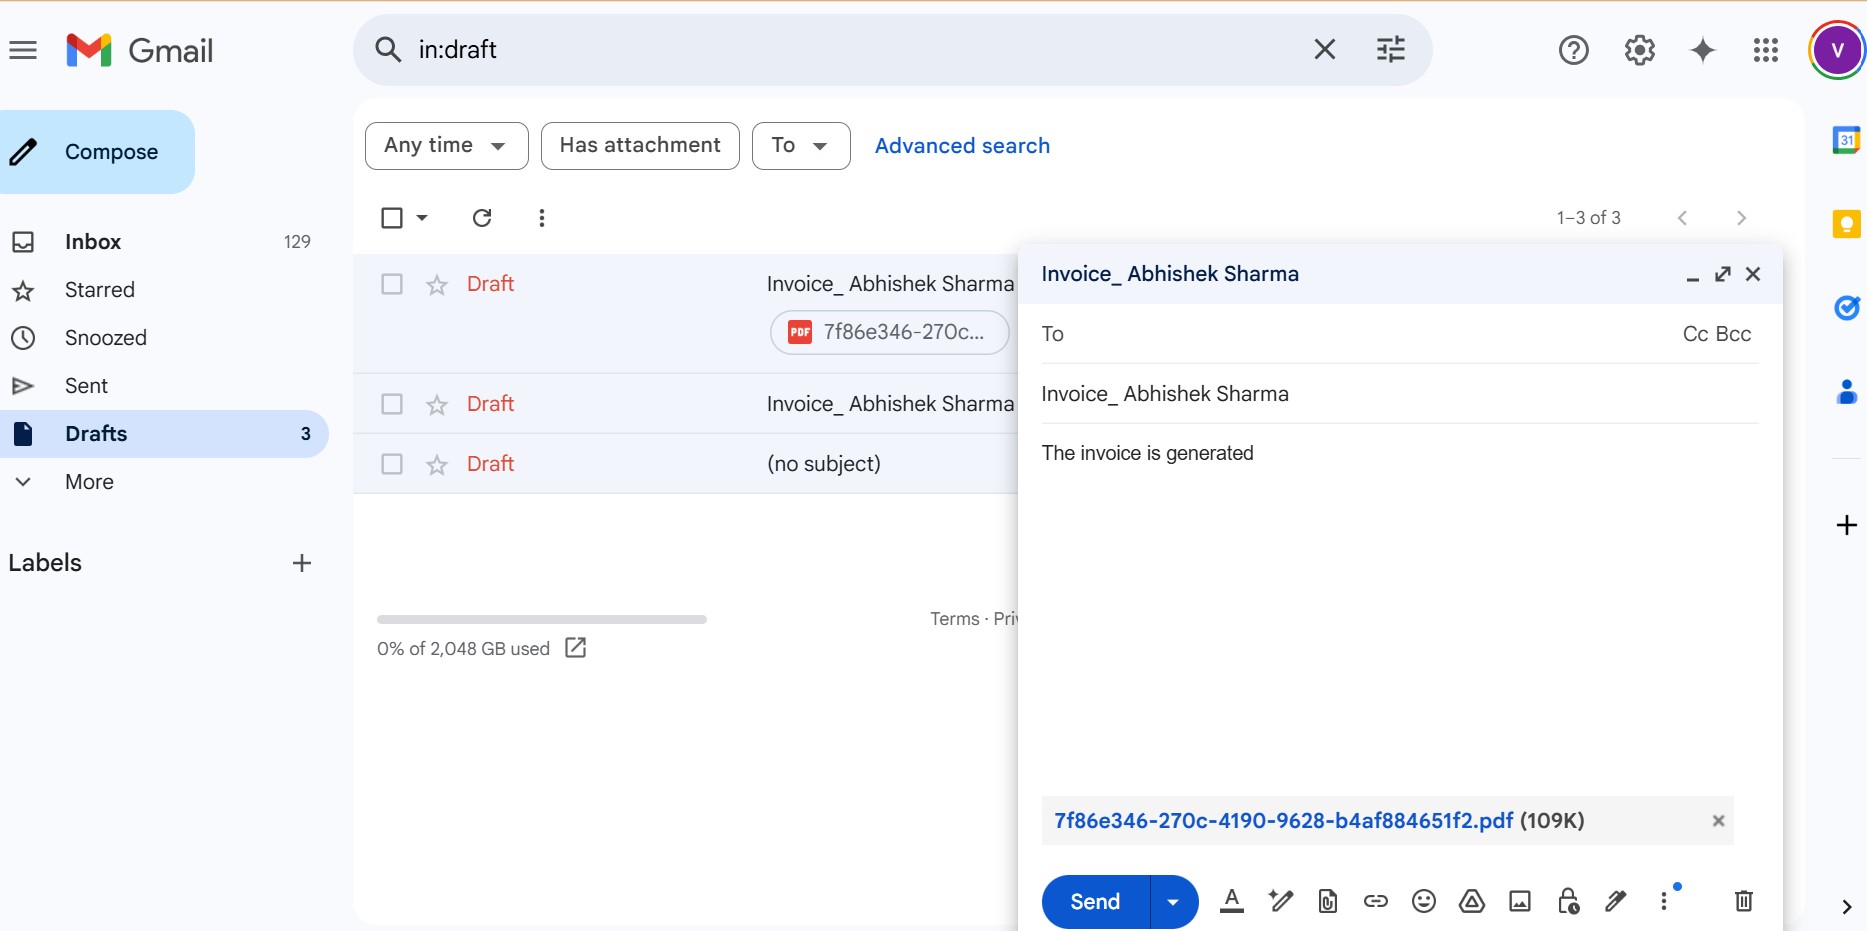 Gmail
in:draft
V
Compose
Any time
Has attachment
To
Advanced search
31
1–3 of 3
Inbox 129
Starred
Snoozed
Sent
Drafts 3
More
Labels
Draft Invoice_ Abhishek Sharma
PDF 7f86e346-270c...
Draft Invoice_ Abhishek Sharma
Draft (no subject)
0% of 2,048 GB used
Terms ·
Invoice_ Abhishek Sharma
To Cc Bcc
Invoice_ Abhishek Sharma
The invoice is generated
7f86e346-270c-4190-9628-b4af884651f2.pdf (109K)
Send